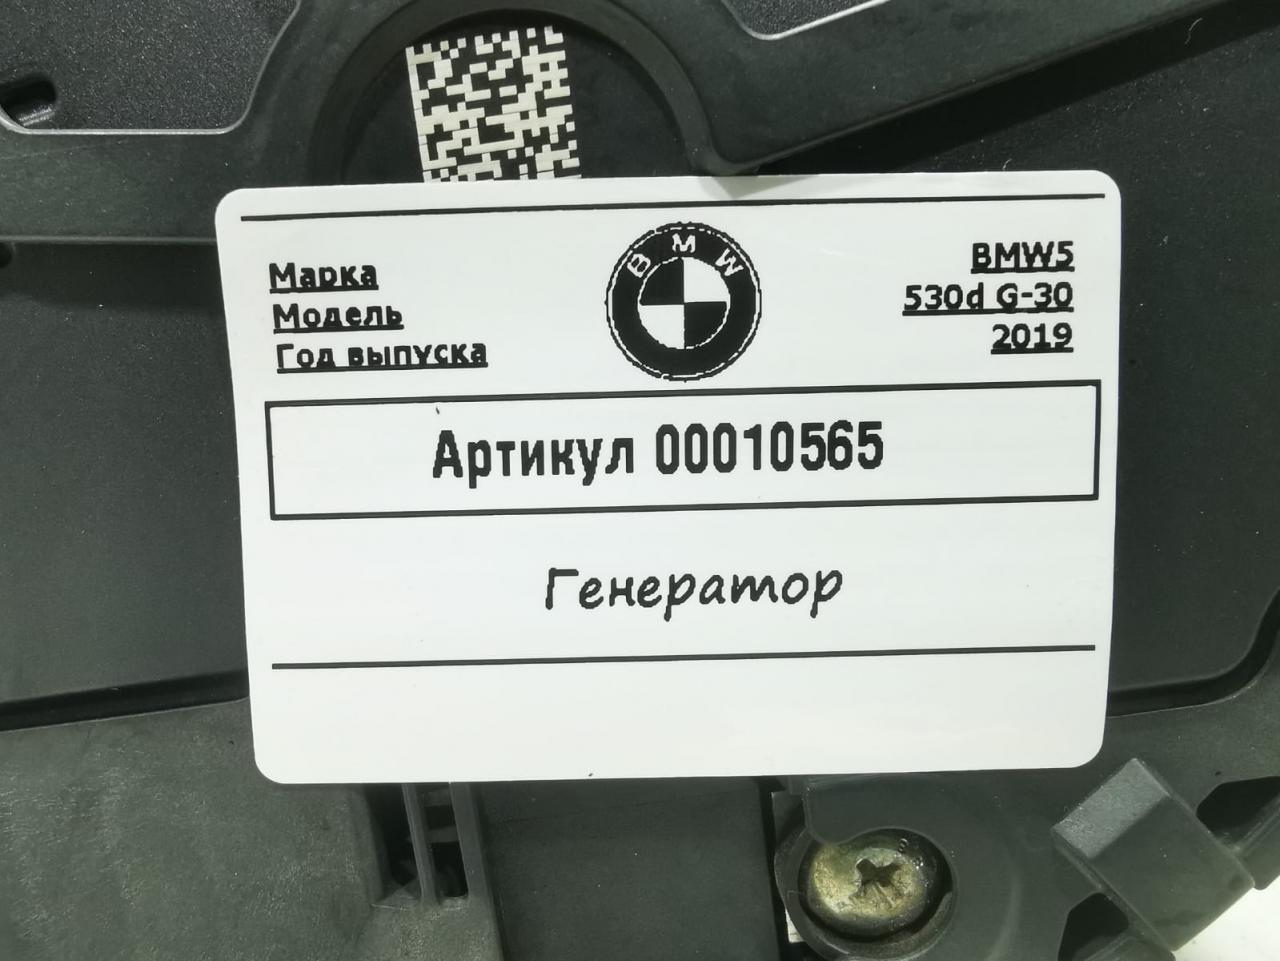 Марка
Модель
Год выпуска
BMW
BMW5
530d G-30
2019
Артикул 00010565
Генератор